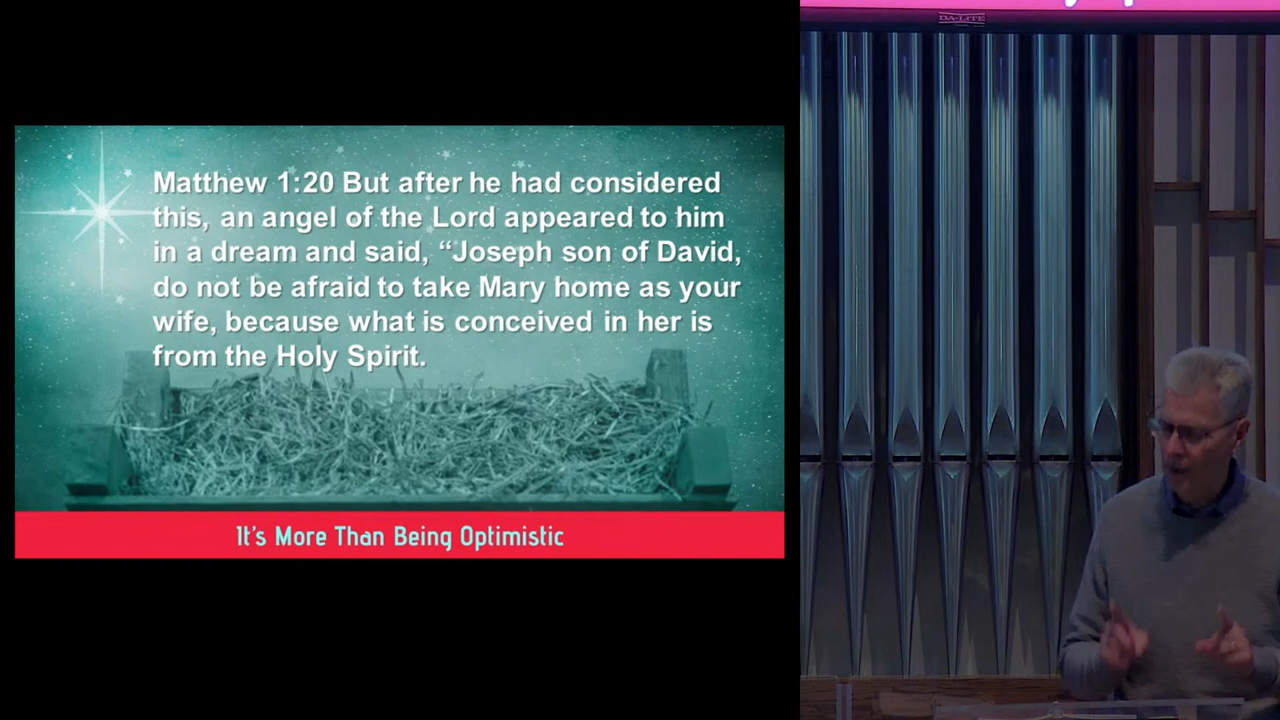 Matthew 1:20 But after he had considered
this, an angel of the Lord appeared to him
in a dream and said, “Joseph son of David,
do not be afraid to take Mary home as your
wife, because what is conceived in her is
from the Holy Spirit.
It's More Than Being Optimistic
DA-LITE